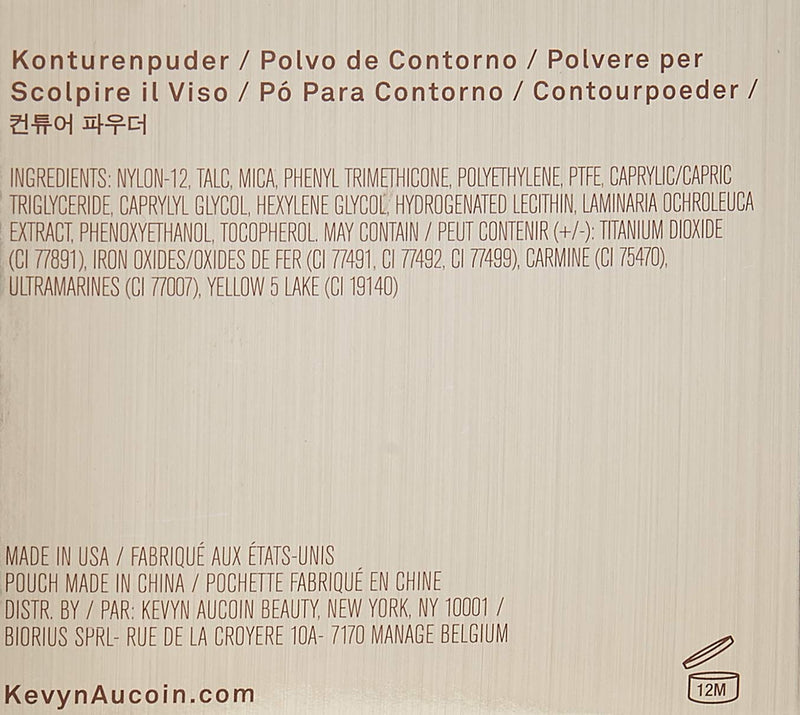 Konturenpuder / Polvo de Contorno / Polvere per
Scolpire il Viso / Pó Para Contorno / Contourpoeder /
컨튜어 파우더
INGREDIENTS: NYLON-12, TALC, MICA, PHENYL TRIMETHICONE, POLYETHYLENE, PTFE, CAPRYLIC/CAPRIC
TRIGLYCERIDE, CAPRYLYL GLYCOL, HEXYLENE GLYCOL, HYDROGENATED LECITHIN, LAMINARIA OCHROLEUCA
EXTRACT, PHENOXYETHANOL, TOCOPHEROL. MAY CONTAIN / PEUT CONTENIR (+/-): TITANIUM DIOXIDE
(CI 77891), IRON OXIDES/OXIDES DE FER (CI 77491, CI 77492, CI 77499), CARMINE (CI 75470),
ULTRAMARINES (CI 77007), YELLOW 5 LAKE (CI 19140)
MADE IN USA / FABRIQUÉ AUX ÉTATS-UNIS
POUCH MADE IN CHINA / POCHETTE FABRIQUÉ EN CHINE
DISTR. BY / PAR: KEVYN AUCOIN BEAUTY, NEW YORK, NY 10001 /
BIORIUS SPRL- RUE DE LA CROYERE 10A- 7170 MANAGE BELGIUM
KevynAucoin.com
12M